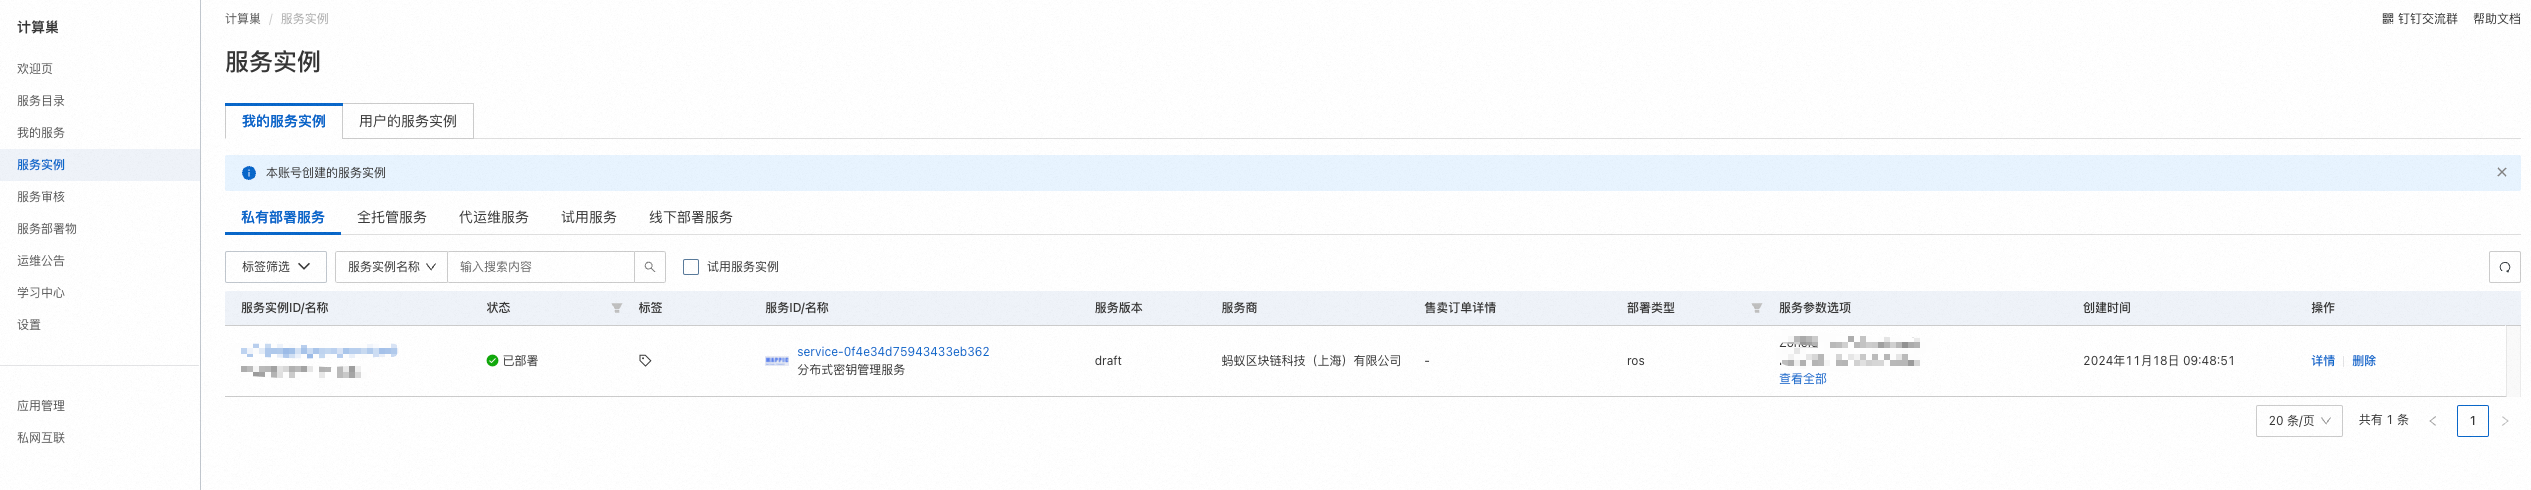 计算巢
欢迎页
服务目录
我的服务
服务实例
服务审核
服务部署物
运维公告
学习中心
设置
应用管理
私网互联
计算巢 / 服务实例
钉钉交流群 帮助文档
服务实例
我的服务实例 用户的服务实例
本账号创建的服务实例
私有部署服务 全托管服务 代运维服务 试用服务 线下部署服务
标签筛选 服务实例名称 输入搜索内容 试用服务实例
服务实例ID/名称 状态 标签 服务ID/名称 服务版本 服务商 售卖订单详情 部署类型 服务参数选项 创建时间 操作
service-0f4e34d75943433eb362
已部署 draft 蚂蚁区块链科技（上海）有限公司 - ros 2024年11月18日 09:48:51 详情 删除
分布式密钥管理服务
查看全部
20 条/页 共有 1 条 1